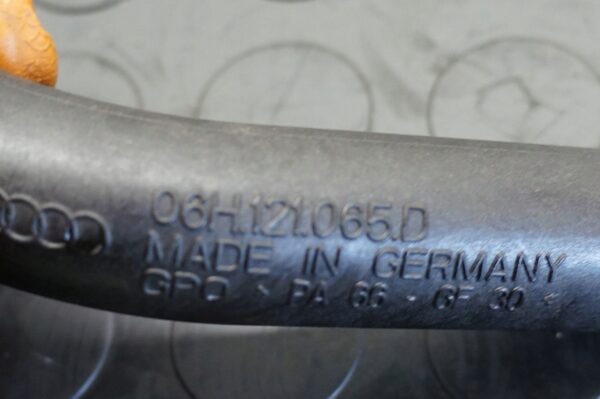 06H.121.065.D
MADE IN GERMANY
GPO >PA 66 - GF 30<